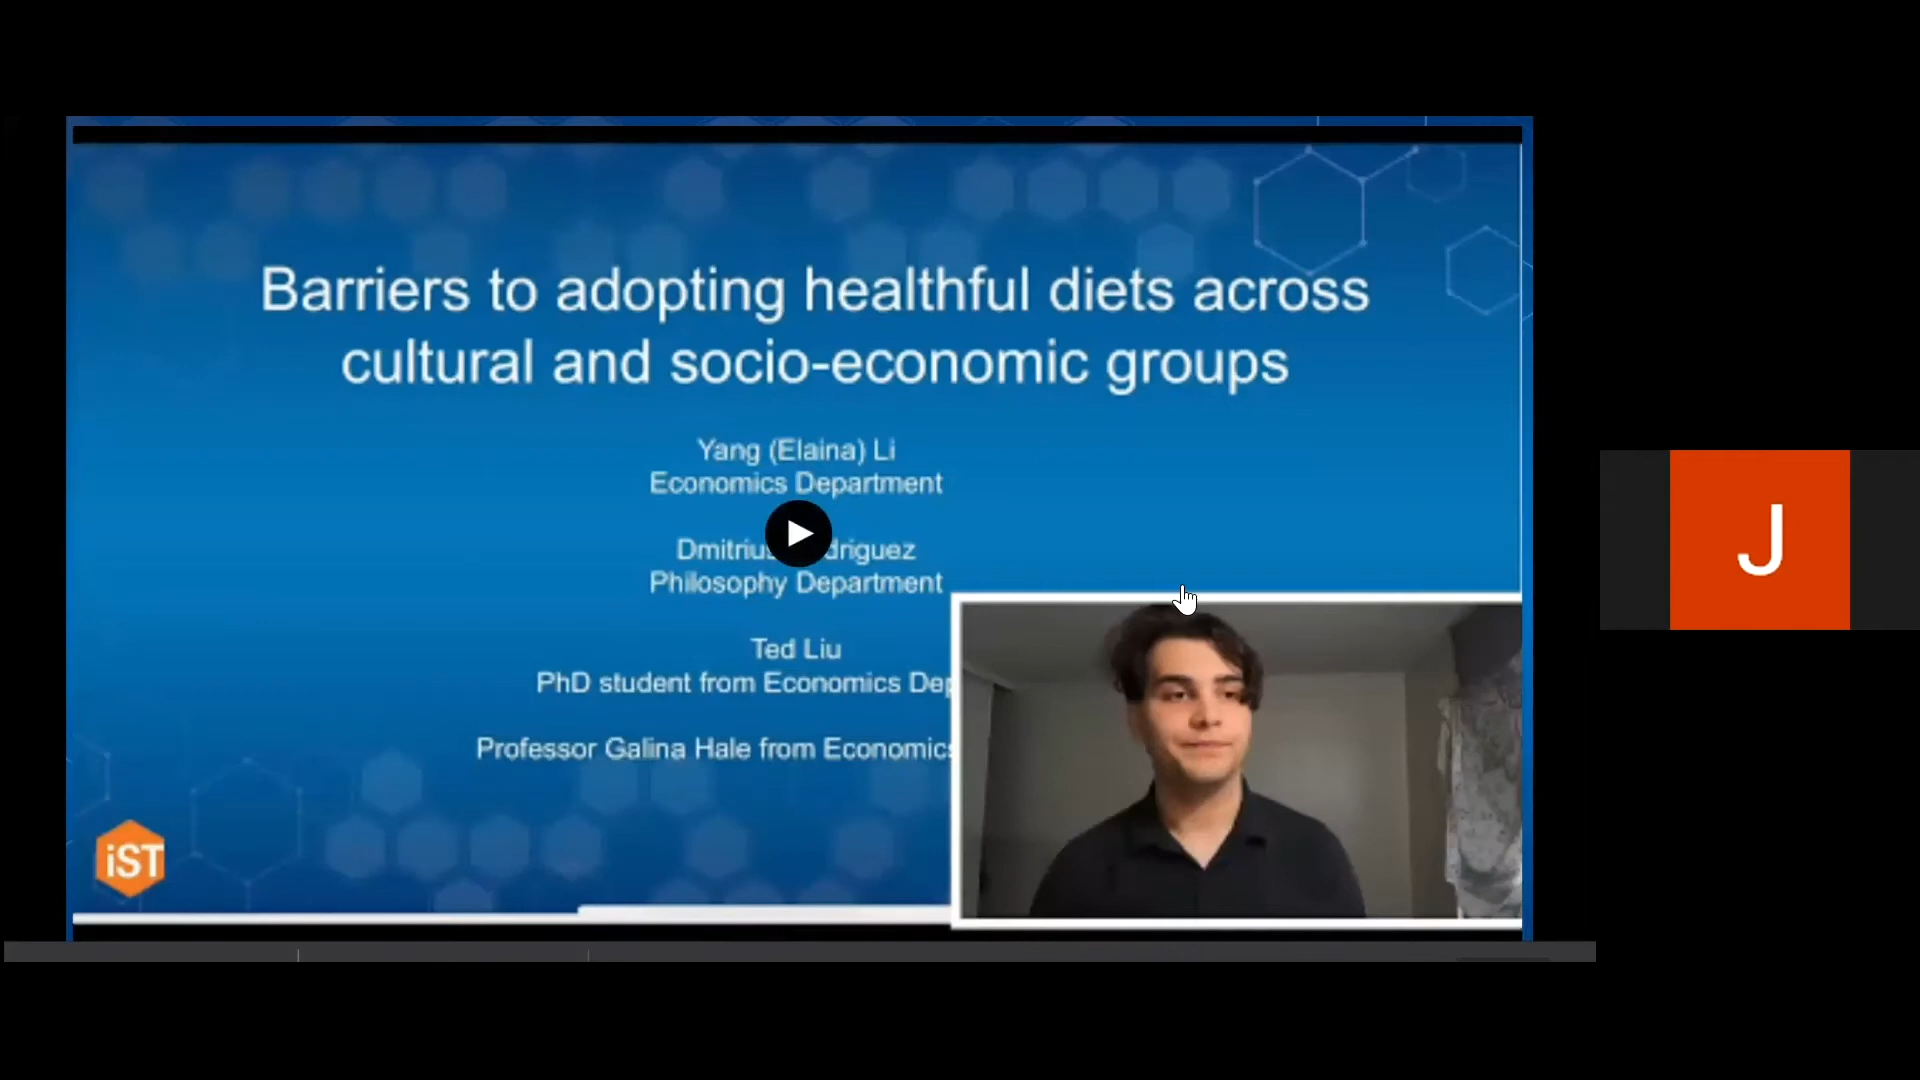 Barriers to adopting healthful diets across
cultural and socio-economic groups
Yang (Elaina) Li
Economics Department
Philosophy Department
Ted Liu
PhD student from Economics
Professor Galina Hale from Economics
iST
J